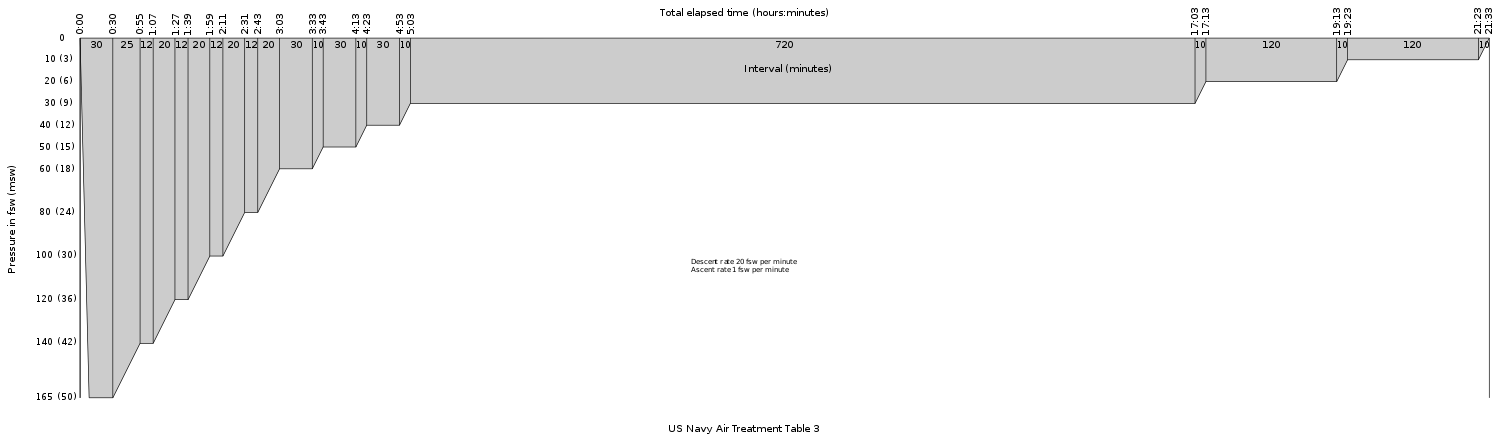 Total elapsed time (hours:minutes)
0:00 0:30 0:55 1:07 1:27 1:39 1:59 2:11 2:31 2:43 3:03 3:33 3:43 4:13 4:23 4:53 5:03 17:03 17:13 19:13 19:23 21:23 21:33
0
30 25 12 20 12 20 12 20 12 20 30 10 30 10 30 10 720 10 120 10 120 10
10 (3)
Interval (minutes)
20 (6)
30 (9)
40 (12)
50 (15)
60 (18)
80 (24)
100 (30)
120 (36)
140 (42)
165 (50)
Pressure in fsw (msw)
Descent rate 20 fsw per minute
Ascent rate 1 fsw per minute
US Navy Air Treatment Table 3